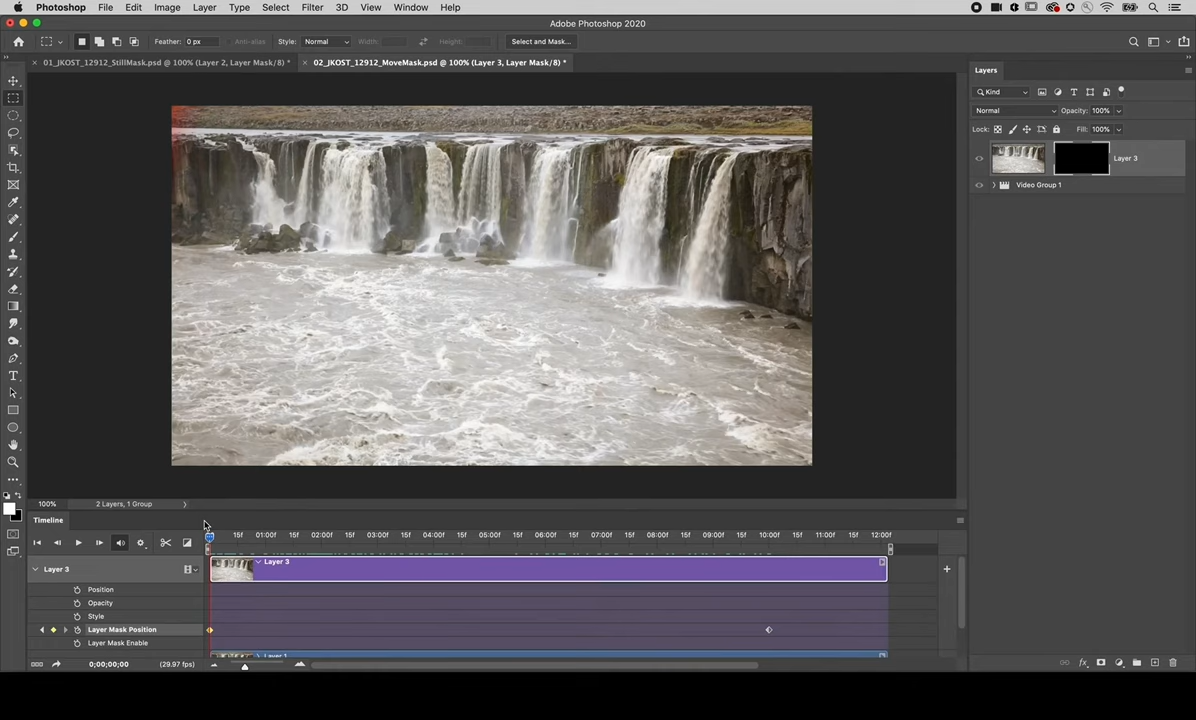 Photoshop File Edit Image Layer Type Select Filter 3D View Window Help
Adobe Photoshop 2020
Feather: 0 px Anti-alias Style: Normal Width: Height: Select and Mask...
01_JKOST_12912_StillMask.psd @ 100% (Layer 2, Layer Mask/8) * 02_JKOST_12912_MoveMask.psd @ 100% (Layer 3, Layer Mask/8) *
Layers
Kind
Normal Opacity: 100%
Lock: Fill: 100%
Layer 3
Video Group 1
100% 2 Layers, 1 Group
Timeline
15f 01:00f 15f 02:00f 15f 03:00f 15f 04:00f 15f 05:00f 15f 06:00f 15f 07:00f 15f 08:00f 15f 09:00f 15f 10:00f 15f 11:00f 15f 12:00f
Layer 3 Layer 3
Position
Opacity
Style
Layer Mask Position
Layer Mask Enable
Layer 1
0;00;00;00 (29.97 fps)